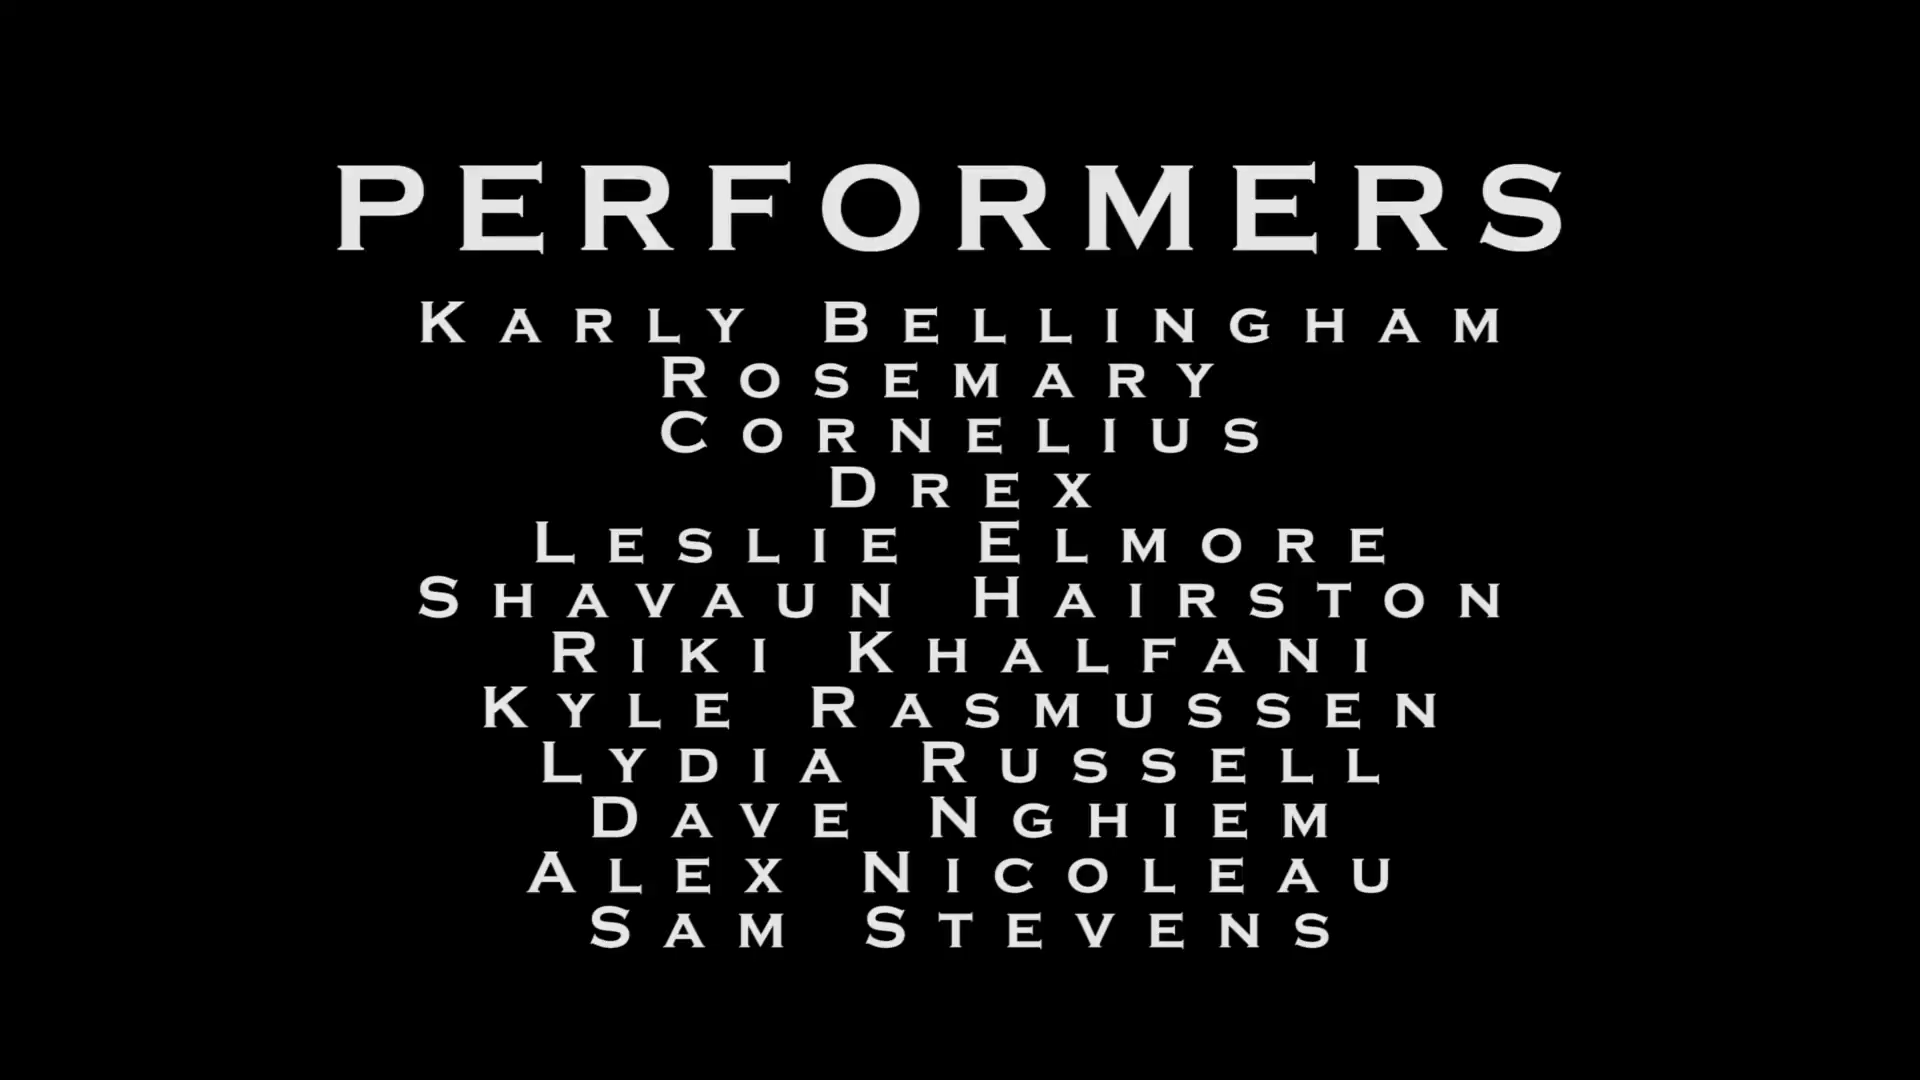 PERFORMERS
Karly Bellingham
Rosemary
Cornelius
Drex
Leslie Elmore
Shavaun Hairston
Riki Khalfani
Kyle Rasmussen
Lydia Russell
Dave Nghiem
Alex Nicoleau
Sam Stevens